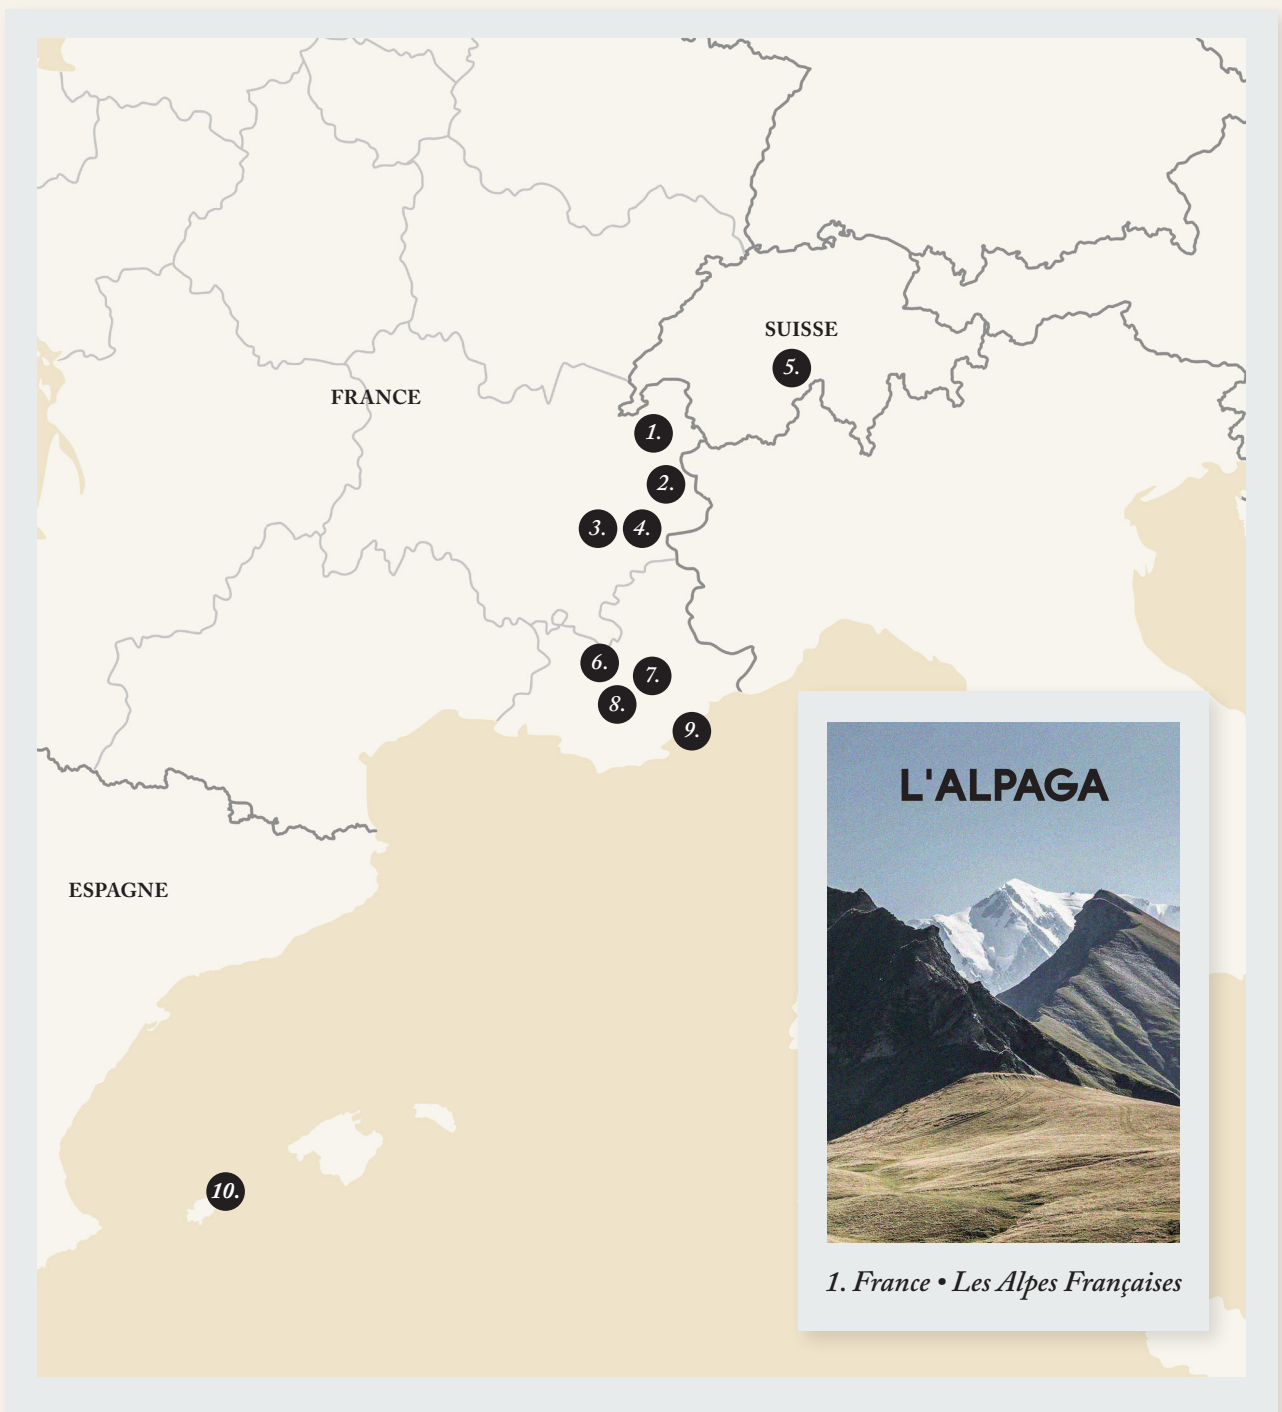 SUISSE
5.
FRANCE
1.
2.
3.
4.
6.
7.
8.
9.
ESPAGNE
10.
L'ALPAGA
1. France • Les Alpes Françaises